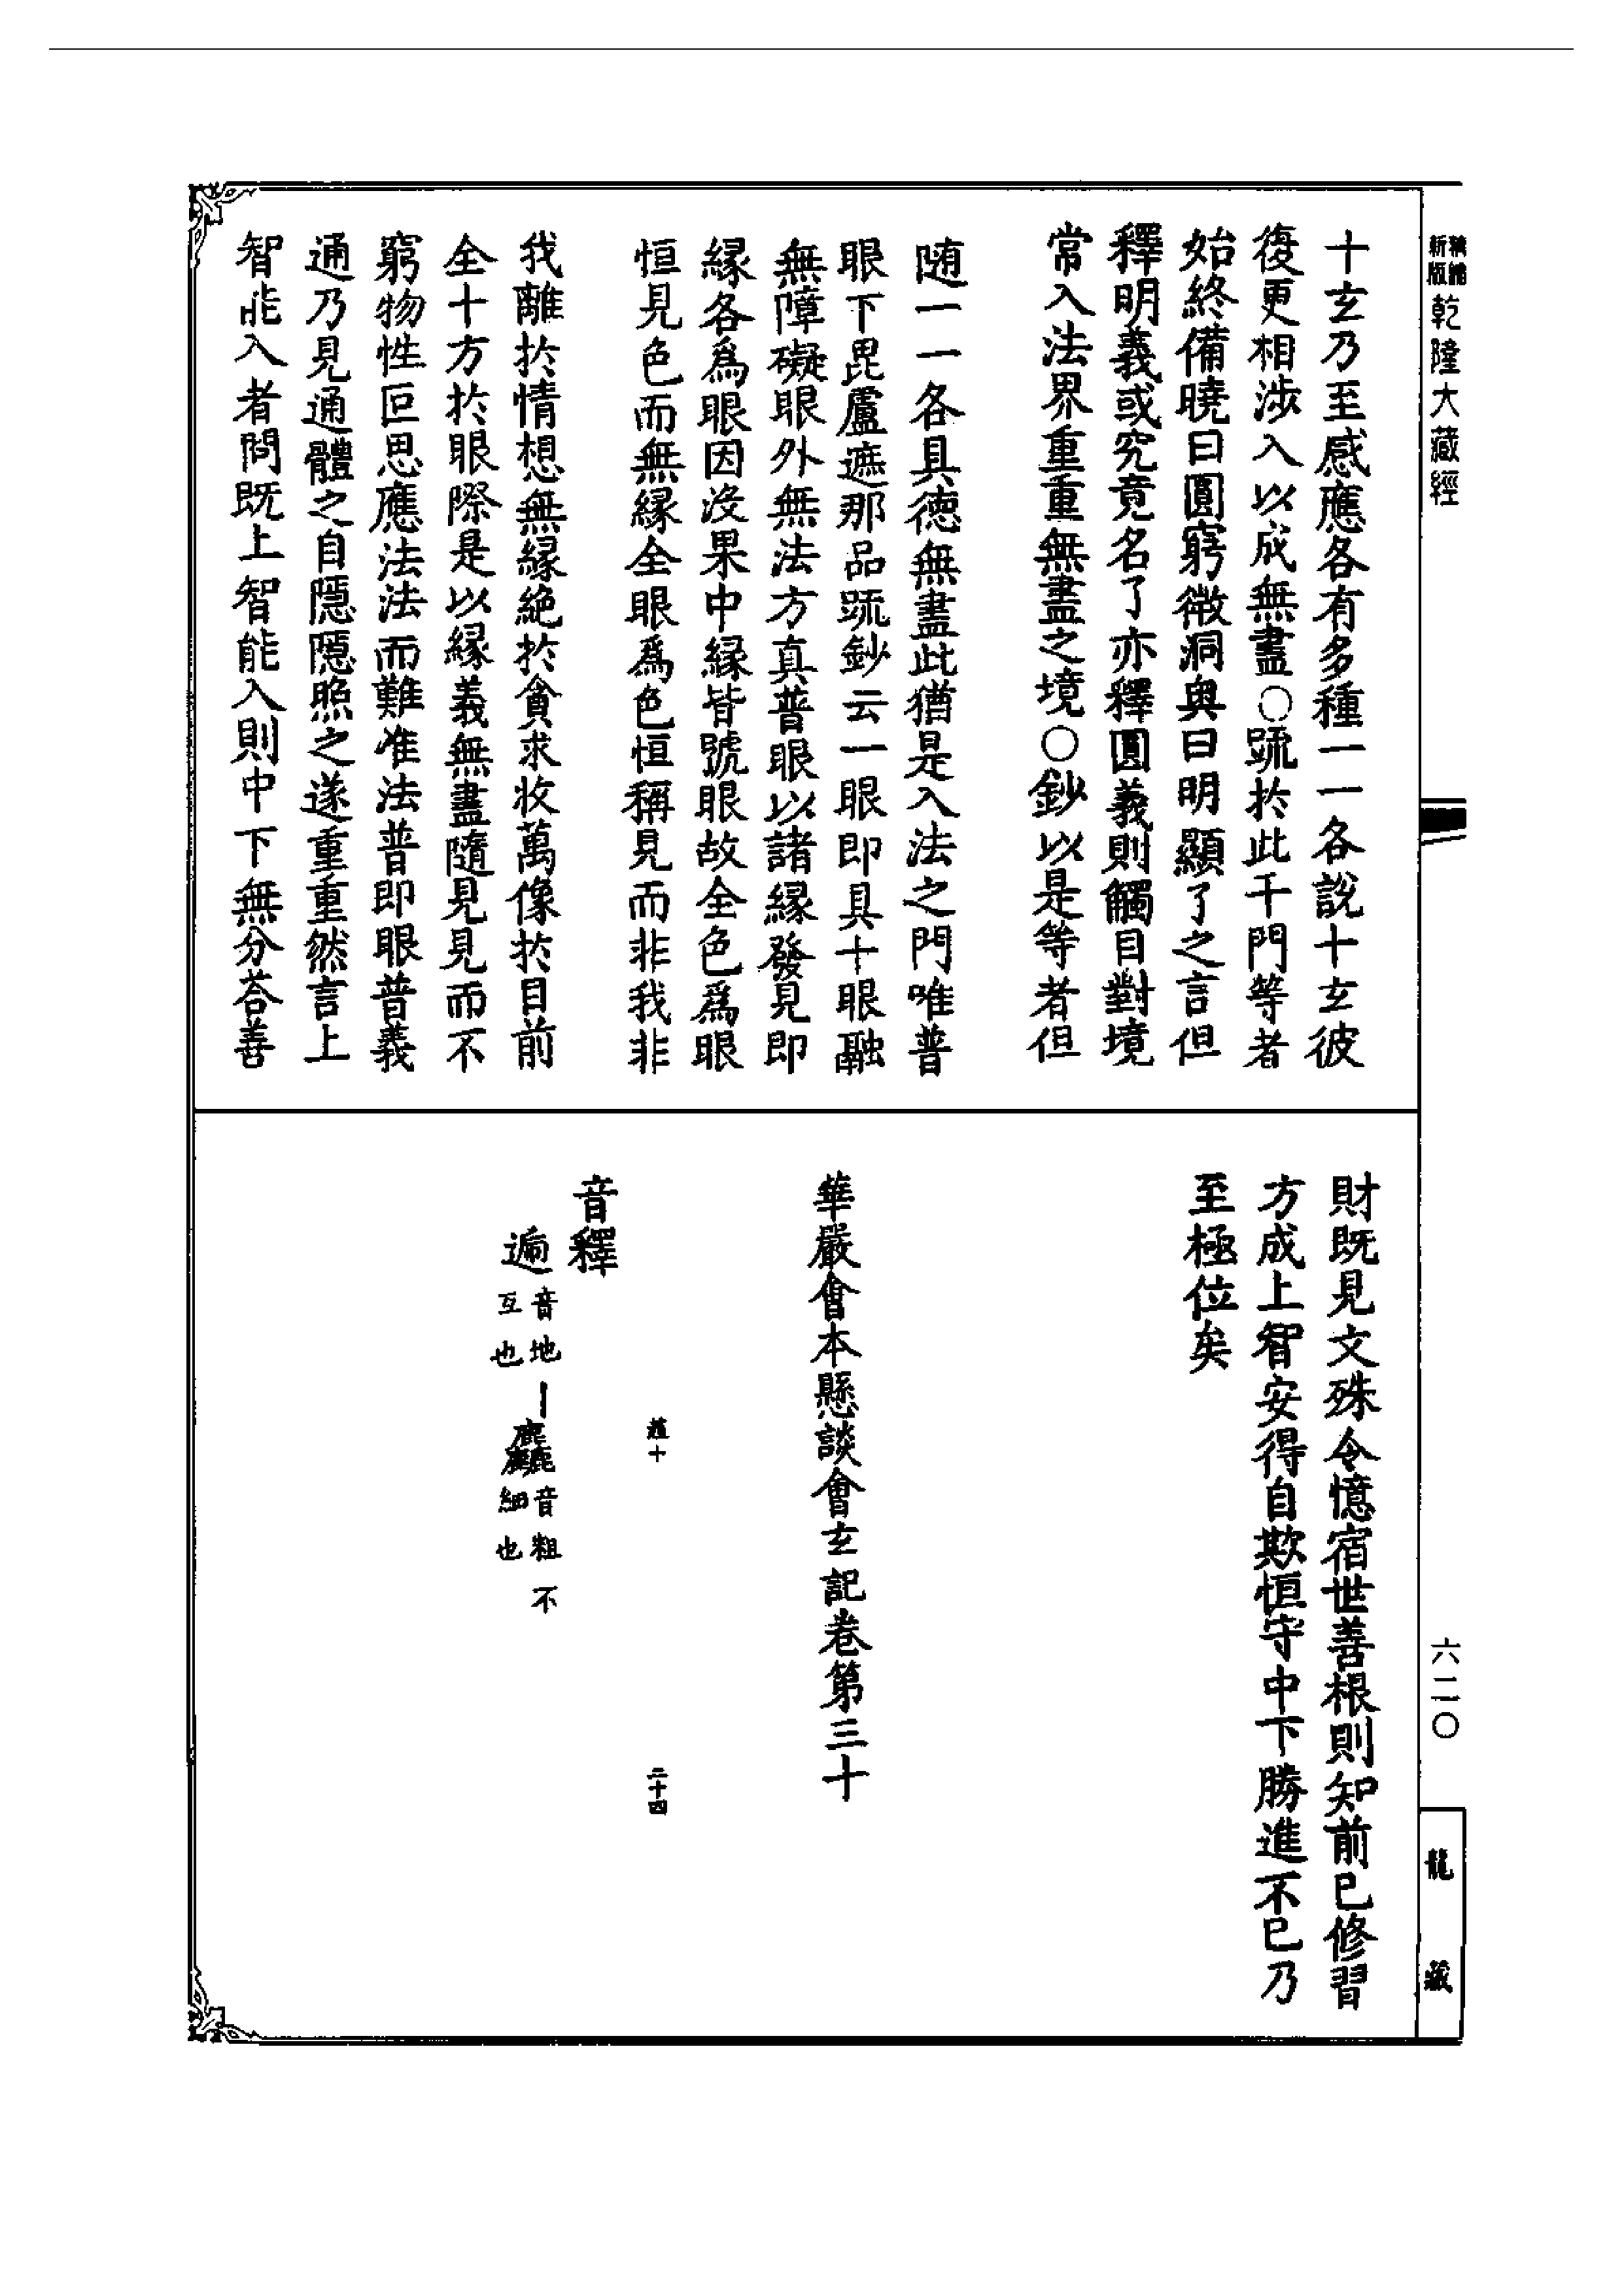 新版
精縮
乾隆大藏經
六二〇
龍藏
十玄乃至感應各有多種一一各說十玄彼
復更相涉入以成無盡〇疏於此千門等者
始終備曉曰圓窮微洞奧曰明顯了之言但
釋明義或究竟名了亦釋圓義則觸目對境
常入法界重重無盡之境〇鈔以是等者但
随一一各具德無盡此猶是入法之門唯普
眼下毘盧遮那品疏鈔云一眼即具十眼融
無障礙眼外無法方真普眼以諸緣發見即
緣各爲眼因没果中緣皆號眼故全色爲眼
恒見色而無緣全眼爲色恒稱見而非我非
我離於情想無緣絶於貪求收萬像於目前
全十方於眼際是以緣義無盡隨見見而不
窮物性叵思應法法而難准法普即眼普義
通乃見通體之自隱隱照之遂重重然言上
智能入者問既上智能入則中下無分荅善
財既見文殊令憶宿世善根則知前已修習
方成上智安得自欺恒守中下勝進不已乃
至極位矣
華嚴會本懸談會玄記卷第三十
十
二十四
音釋
音地
互也
麤音粗不
細也